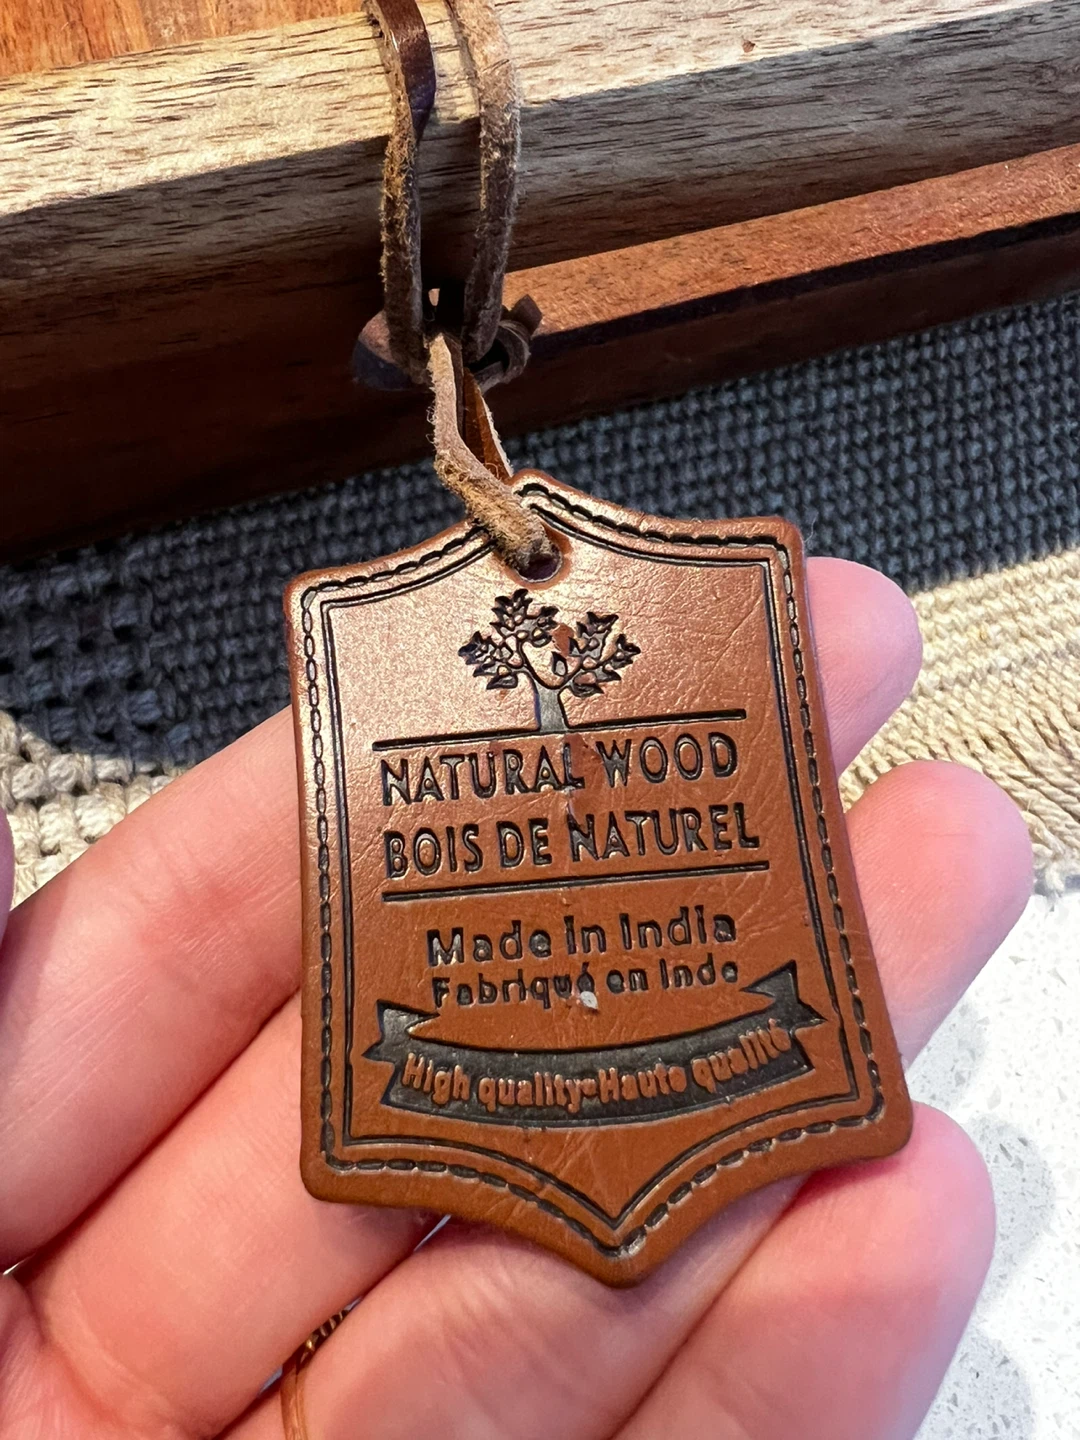 NATURAL WOOD
BOIS DE NATUREL
Made in India
Fabriqué en Inde
High quality-Haute qualité